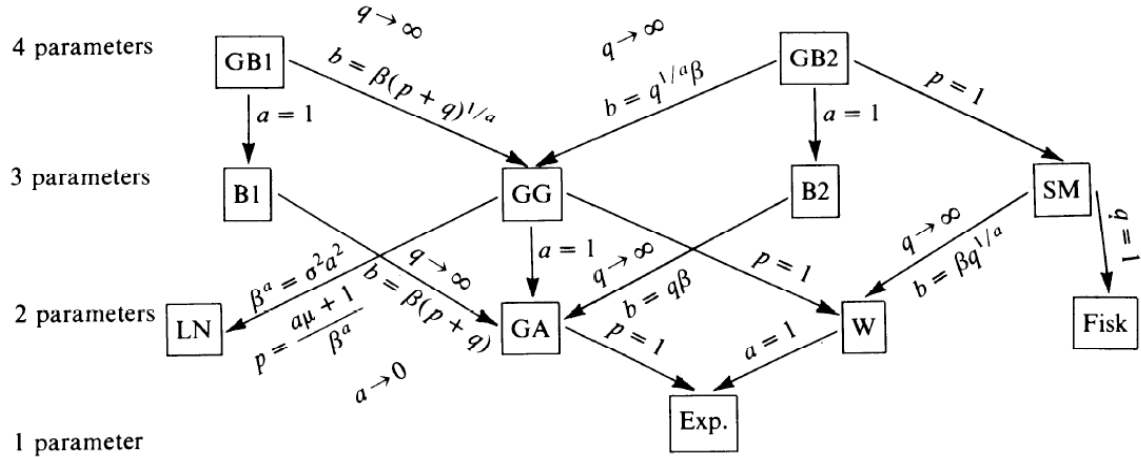 4 parameters
GB1
q → ∞
b = β(p + q)^{1/a}
q → ∞
b = q^{1/a}β
GB2
p = 1
a = 1
a = 1
3 parameters
B1
GG
B2
SM
q → ∞
b = β(p + q)
β^a = σ²a²
p = \frac{aμ + 1}{β^a}
a → 0
a = 1
q → ∞
b = qβ
p = 1
q → ∞
b = βq^{1/a}
q = 1
2 parameters
LN
GA
W
Fisk
p = 1
a = 1
Exp.
1 parameter